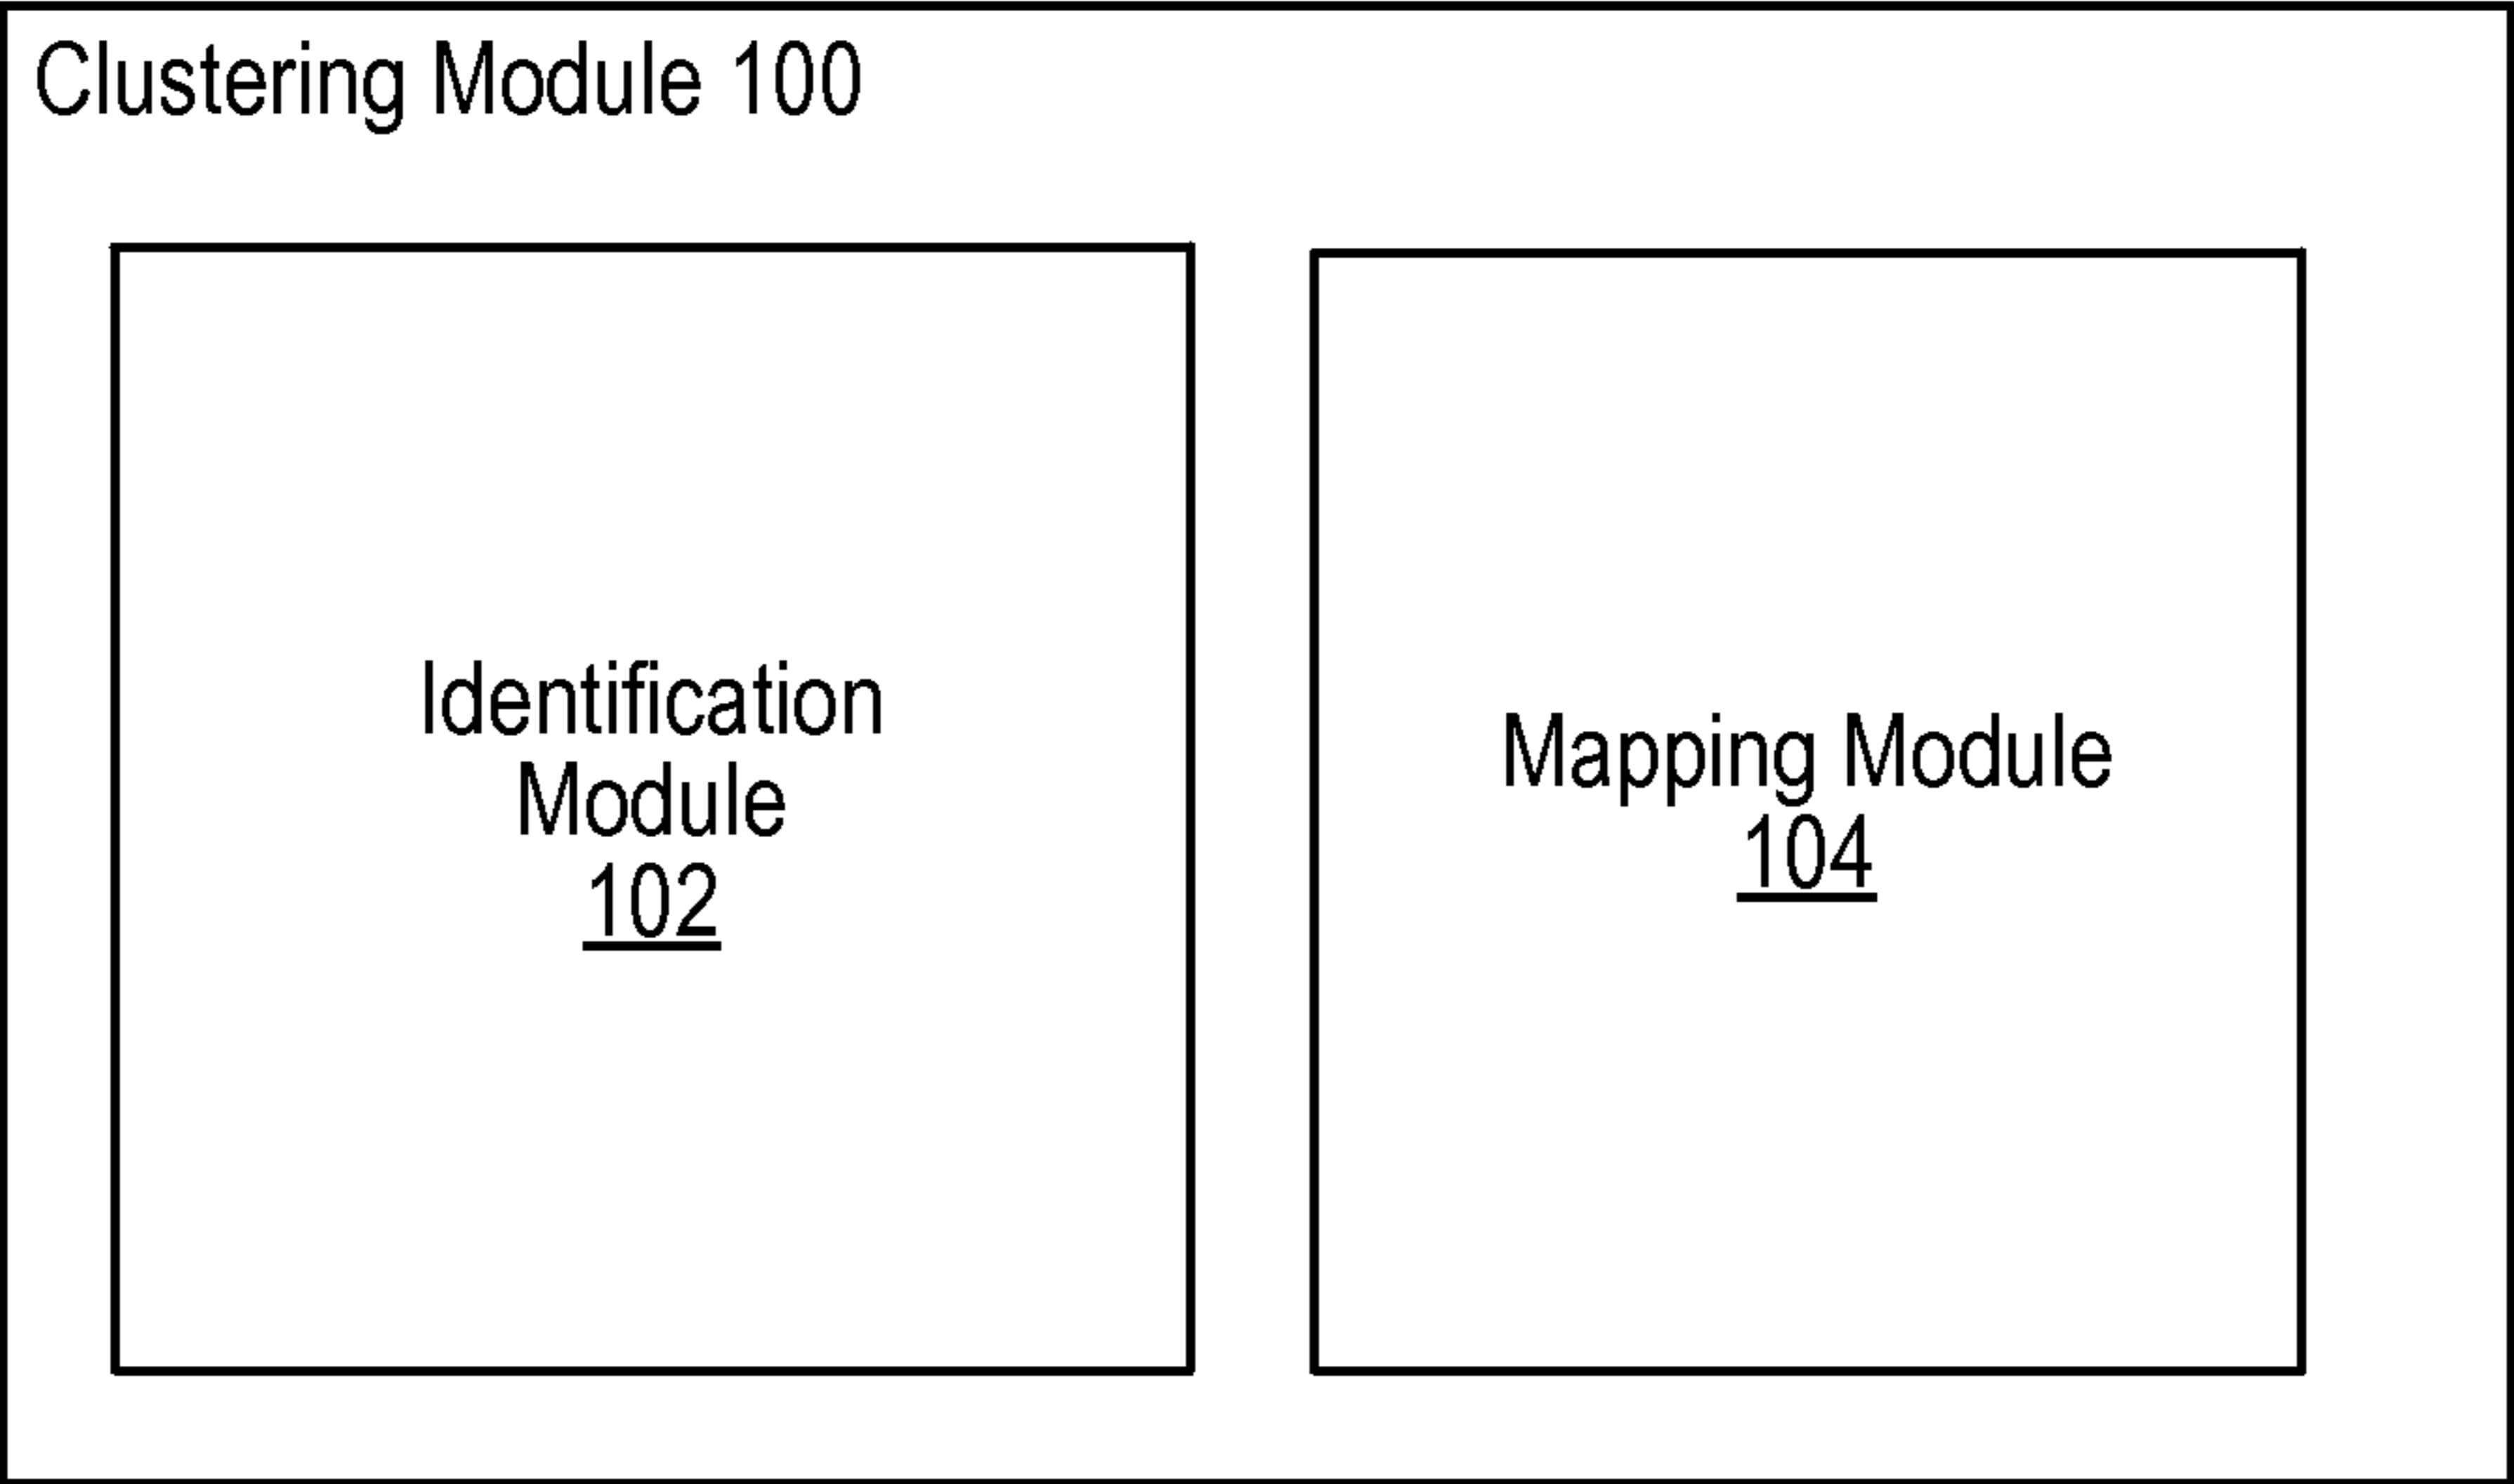 Clustering Module 100
Identification
Module
102
Mapping Module
104